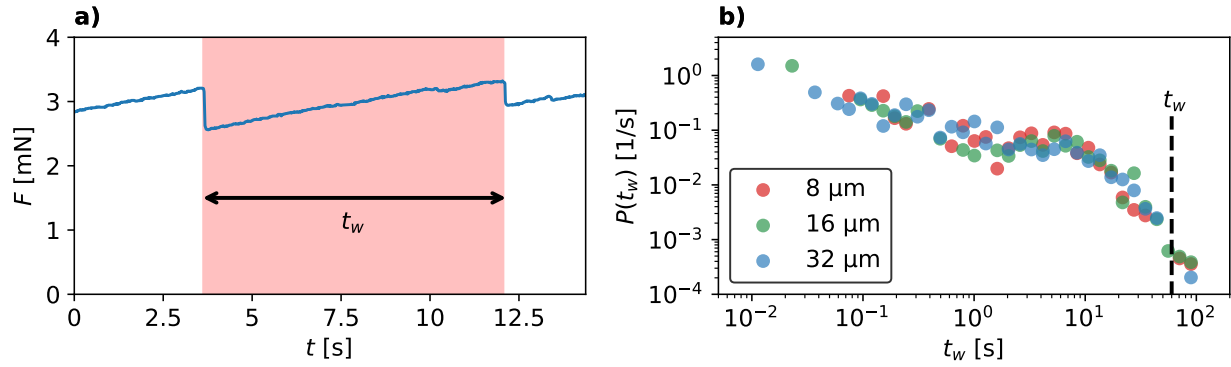 a)
F [mN]
4
3
2
1
0
t_w
0
2.5
5
7.5
10
12.5
t [s]
b)
P(t_w) [1/s]
10^0
10^-1
10^-2
10^-3
10^-4
t_w
8 μm
16 μm
32 μm
10^-2
10^-1
10^0
10^1
10^2
t_w [s]